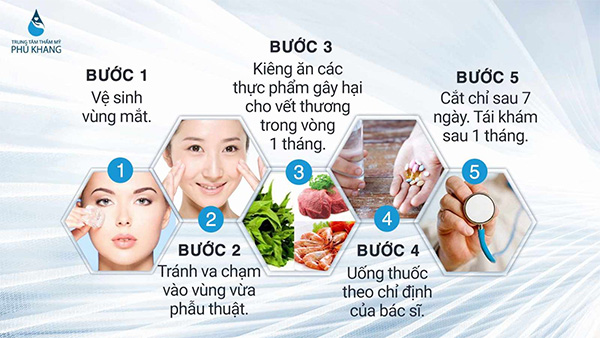 TRUNG TÂM THẨM MỸ
PHÚ KHANG
BƯỚC 1
Vệ sinh
vùng mắt.
1
BƯỚC 2
Tránh va chạm
vào vùng vừa
phẫu thuật.
2
BƯỚC 3
Kiêng ăn các
thực phẩm gây hại
cho vết thương
trong vòng
1 tháng.
3
BƯỚC 4
Uống thuốc
theo chỉ định
của bác sĩ.
4
BƯỚC 5
Cắt chỉ sau 7
ngày. Tái khám
sau 1 tháng.
5